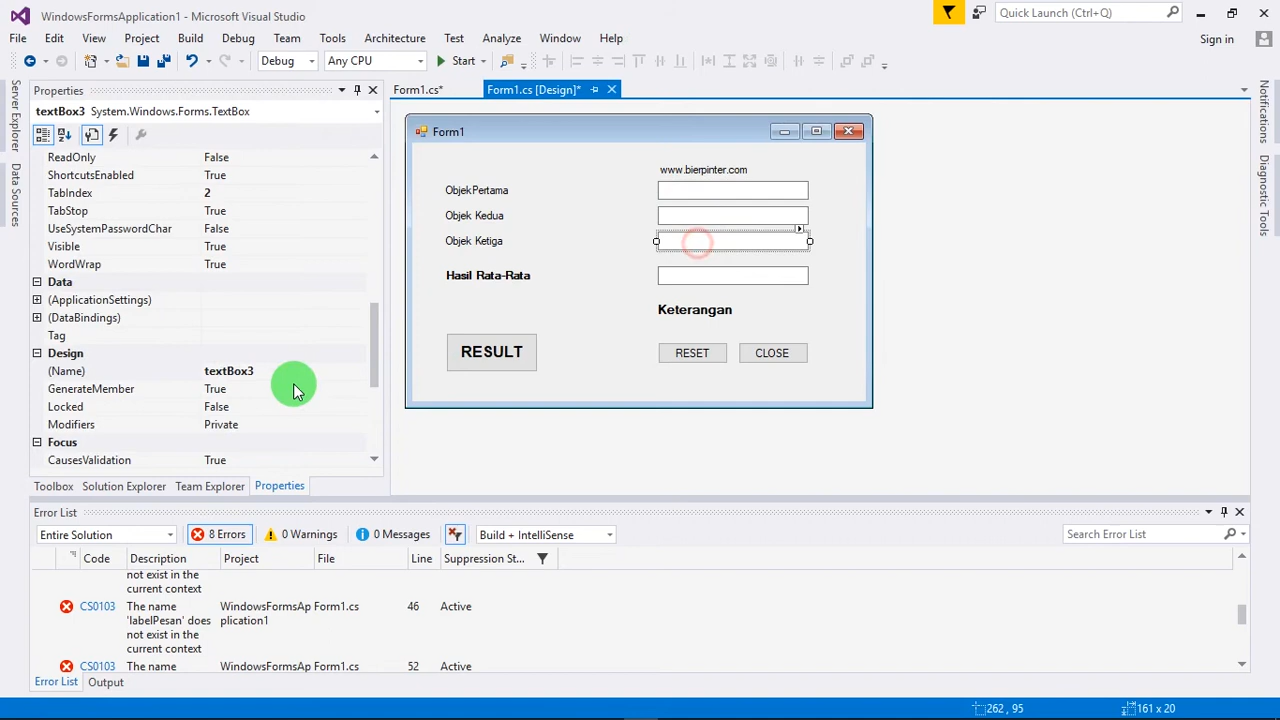 WindowsFormsApplication1 - Microsoft Visual Studio
Quick Launch (Ctrl+Q)
File Edit View Project Build Debug Team Tools Architecture Test Analyze Window Help
Sign in
Debug Any CPU Start
Server Explorer
Data Sources
Properties
textBox3 System.Windows.Forms.TextBox
ReadOnly False
ShortcutsEnabled True
TabIndex 2
TabStop True
UseSystemPasswordChar False
Visible True
WordWrap True
Data
(ApplicationSettings)
(DataBindings)
Tag
Design
(Name) textBox3
GenerateMember True
Locked False
Modifiers Private
Focus
CausesValidation True
Toolbox Solution Explorer Team Explorer Properties
Form1.cs* Form1.cs [Design]*
Form1
www.bierpinter.com
ObjekPertama
Objek Kedua
Objek Ketiga
Hasil Rata-Rata
Keterangan
RESULT RESET CLOSE
Notifications
Diagnostic Tools
Error List
Entire Solution 8 Errors 0 Warnings 0 Messages Build + IntelliSense Search Error List
Code Description Project File Line Suppression St...
not exist in the
current context
CS0103 The name WindowsFormsAp Form1.cs 46 Active
'labelPesan' does plication1
not exist in the
current context
CS0103 The name WindowsFormsAp Form1.cs 52 Active
Error List Output
262 , 95 161 x 20